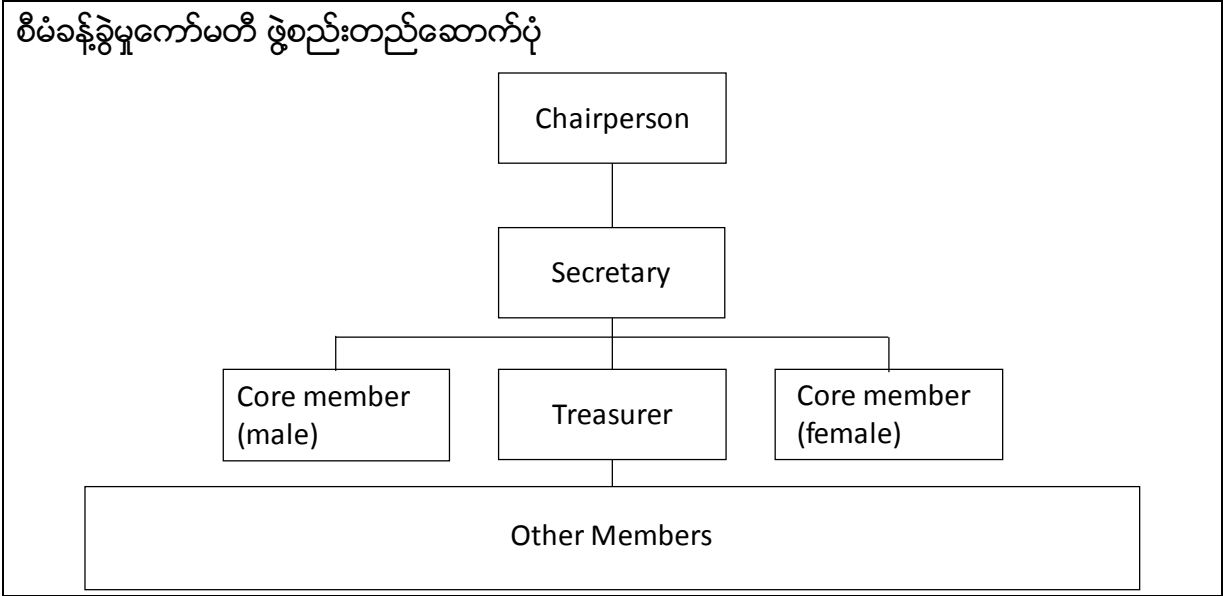 စီမံခန့်ခွဲမှုကော်မတီ ဖွဲ့စည်းတည်ဆောက်ပုံ
Chairperson
Secretary
Core member
(male)
Treasurer
Core member
(female)
Other Members